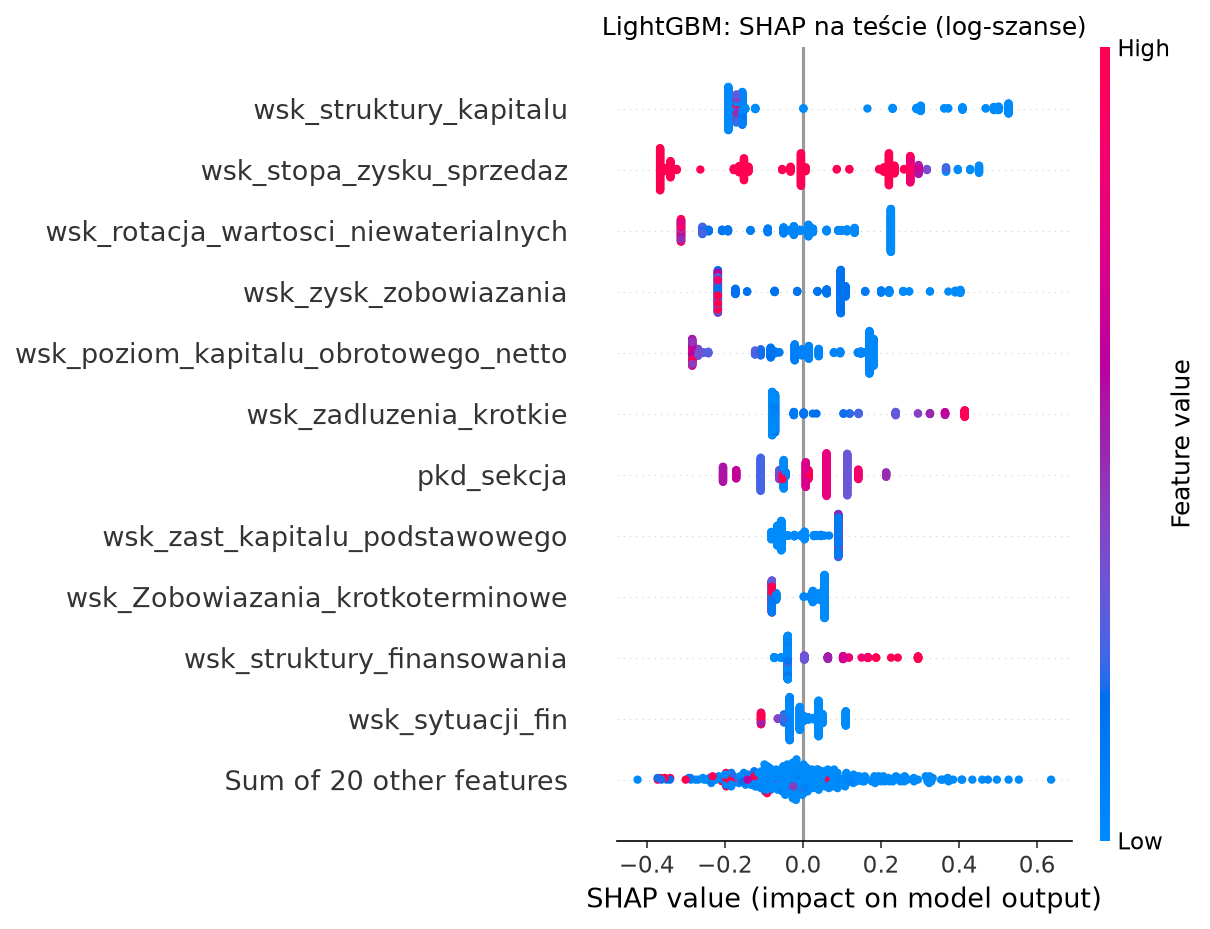 LightGBM: SHAP na teście (log-szanse)
High
wsk_struktury_kapitalu
wsk_stopa_zysku_sprzedaz
wsk_rotacja_wartosci_niewaterialnych
wsk_zysk_zobowiazania
wsk_poziom_kapitalu_obrotowego_netto
wsk_zadluzenia_krotkie
pkd_sekcja
wsk_zast_kapitalu_podstawowego
wsk_Zobowiazania_krotkoterminowe
wsk_struktury_finansowania
wsk_sytuacji_fin
Sum of 20 other features
Feature value
Low
−0.4 −0.2 0.0 0.2 0.4 0.6
SHAP value (impact on model output)